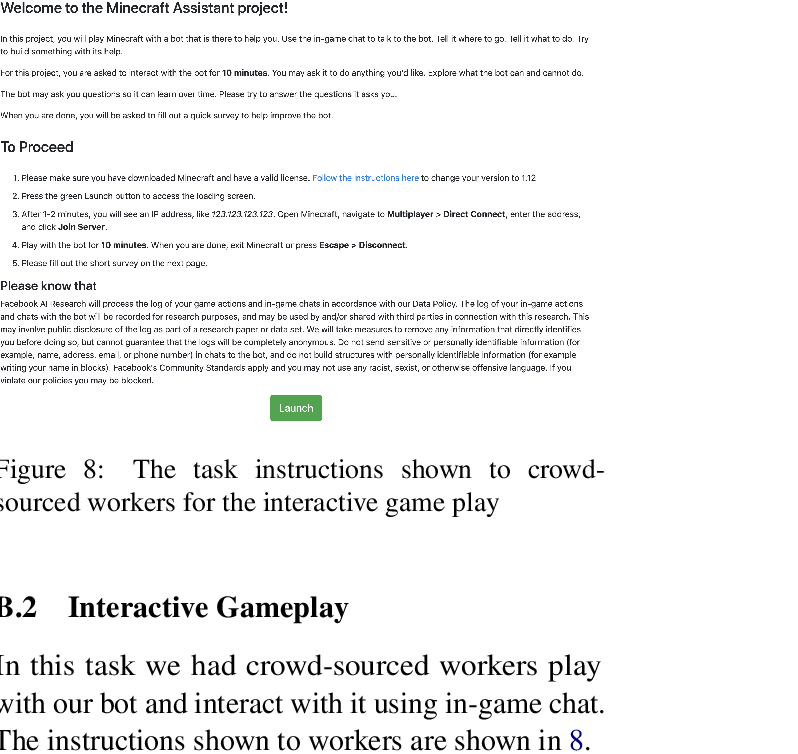 Welcome to the Minecraft Assistant project!
In this project, you will play Minecraft with a bot that is there to help you. Use the in-game chat to talk to the bot. Tell it where to go. Tell it what to do. Try
to build something with its help.
For this project, you are asked to interact with the bot for 10 minutes. You may ask it to do anything you'd like. Explore what the bot can and cannot do.
The bot may ask you questions so it can learn over time. Please try to answer the questions it asks you.
When you are done, you will be asked to fill out a quick survey to help improve the bot.
To Proceed
1. Please make sure you have downloaded Minecraft and have a valid license. Follow the instructions here to change your version to 1.12
2. Press the green Launch button to access the loading screen.
3. After 1-2 minutes, you will see an IP address, like 123.123.123.123. Open Minecraft, navigate to Multiplayer > Direct Connect, enter the address,
and click Join Server.
4. Play with the bot for 10 minutes. When you are done, exit Minecraft or press Escape > Disconnect.
5. Please fill out the short survey on the next page.
Please know that
Facebook AI Research will process the log of your game actions and in-game chats in accordance with our Data Policy. The log of your in-game actions
and chats with the bot will be recorded for research purposes, and may be used by and/or shared with third parties in connection with this research. This
may involve public disclosure of the log as part of a research paper or data set. We will take measures to remove any information that directly identifies
you before doing so, but cannot guarantee that the logs will be completely anonymous. Do not send sensitive or personally identifiable information (for
example, name, address, email, or phone number) in chats to the bot, and do not build structures with personally identifiable information (for example
writing your name in blocks). Facebook's Community Standards apply and you may not use any racist, sexist, or otherwise offensive language. If you
violate our policies you may be blocked.
Launch
Figure 8: The task instructions shown to crowd-
sourced workers for the interactive game play
B.2 Interactive Gameplay
In this task we had crowd-sourced workers play
with our bot and interact with it using in-game chat.
The instructions shown to workers are shown in 8.